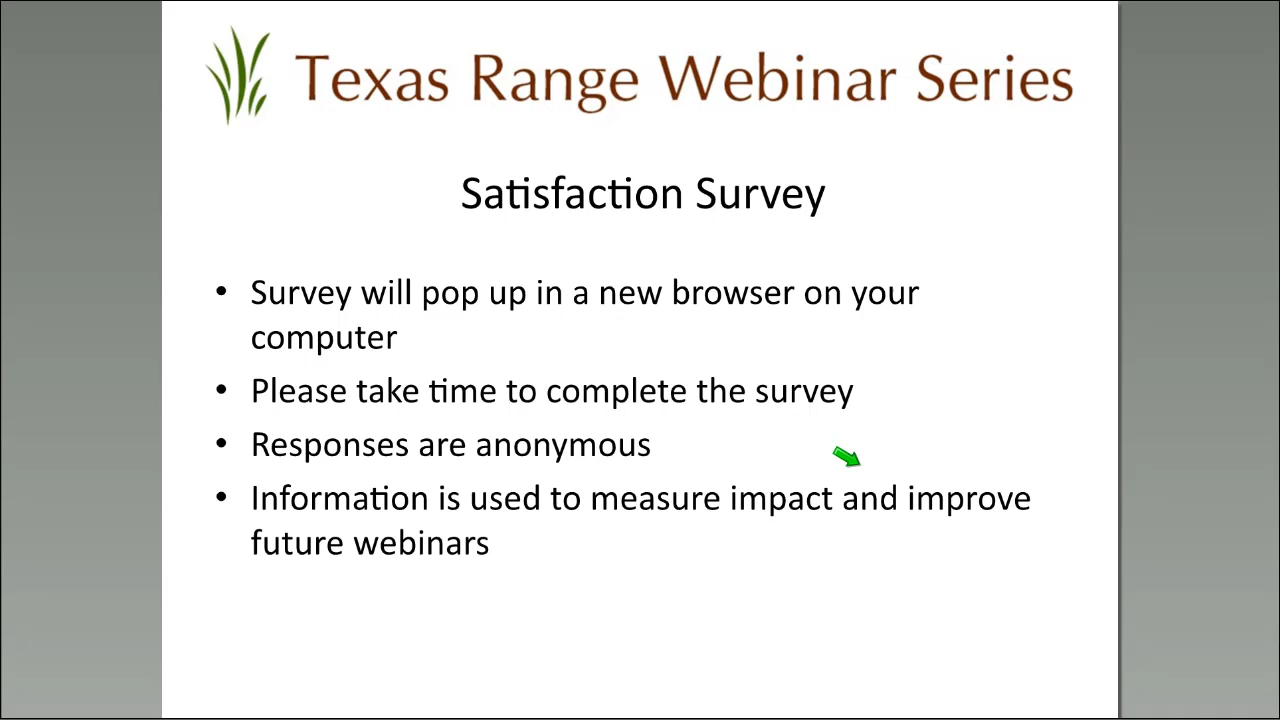 Texas Range Webinar Series
Satisfaction Survey
• Survey will pop up in a new browser on your
computer
• Please take time to complete the survey
• Responses are anonymous
• Information is used to measure impact and improve
future webinars